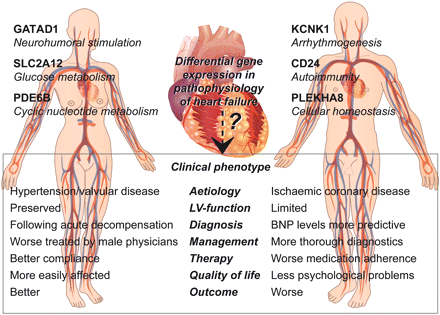 GATAD1
Neurohumoral stimulation
SLC2A12
Glucose metabolism
PDE6B
Cyclic nucleotide metabolism
Differential gene
expression in
pathophysiology
of heart failure
?
KCNK1
Arrhythmogenesis
CD24
Autoimmunity
PLEKHA8
Cellular homeostasis
Clinical phenotype
Hypertension/valvular disease Aetiology Ischaemic coronary disease
Preserved LV-function Limited
Following acute decompensation Diagnosis BNP levels more predictive
Worse treated by male physicians Management More thorough diagnostics
Better compliance Therapy Worse medication adherence
More easily affected Quality of life Less psychological problems
Better Outcome Worse